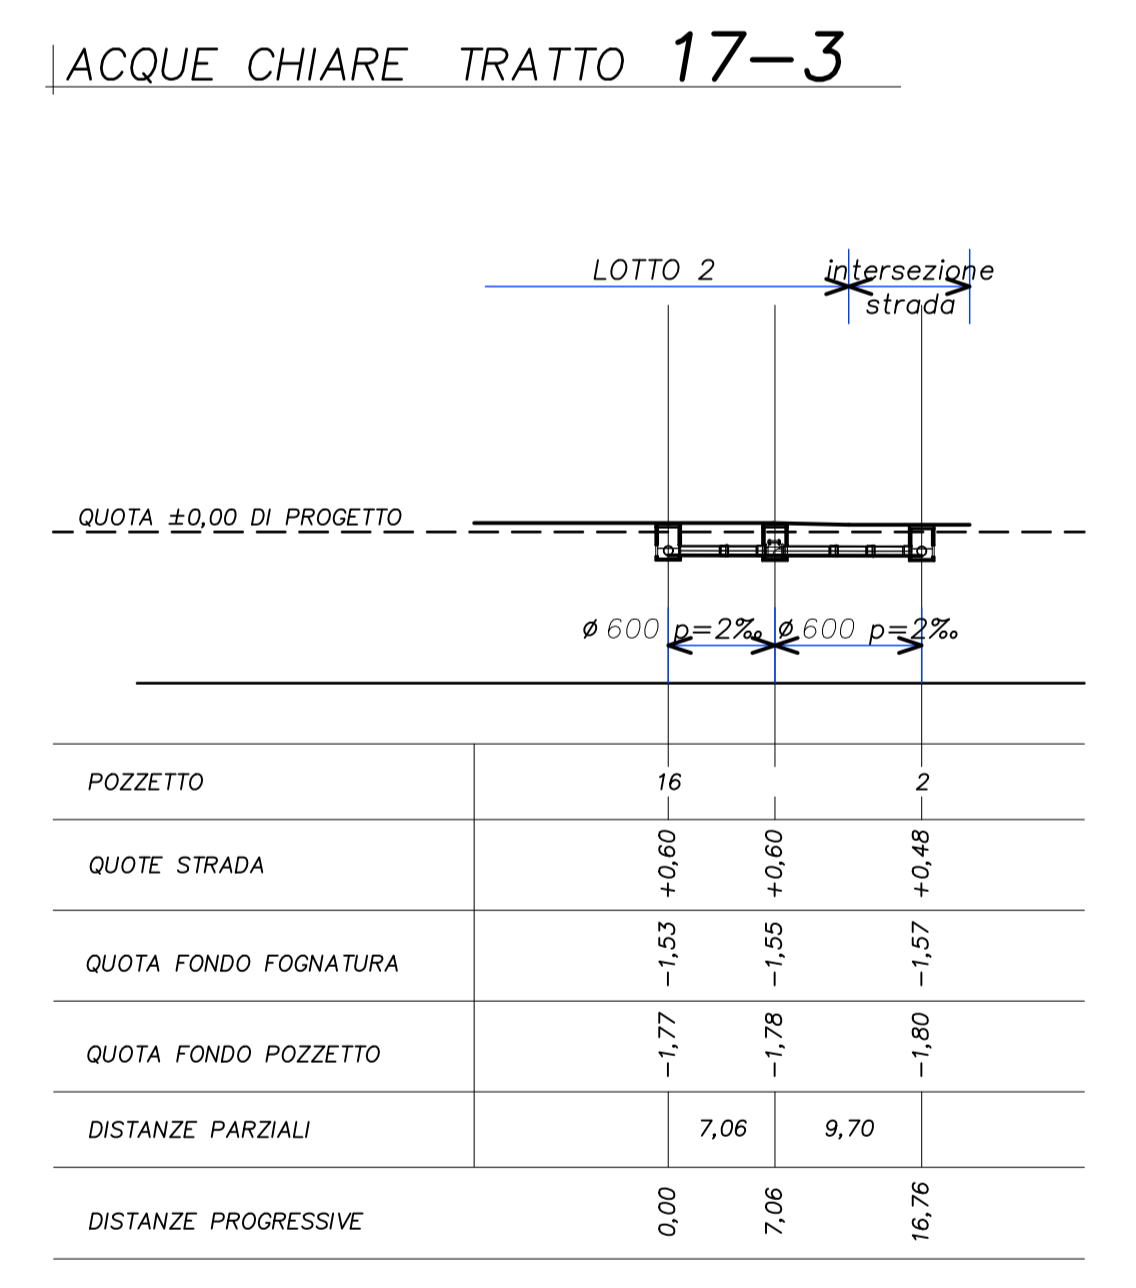 ACQUE CHIARE TRATTO 17-3
LOTTO 2
intersezione
strada
QUOTA ±0,00 DI PROGETTO
ø 600 p=2‰ ø 600 p=2‰
POZZETTO 16 2
QUOTE STRADA +0,60 +0,60 +0,48
QUOTA FONDO FOGNATURA -1,53 -1,55 -1,57
QUOTA FONDO POZZETTO -1,77 -1,78 -1,80
DISTANZE PARZIALI 7,06 9,70
DISTANZE PROGRESSIVE 0,00 7,06 16,76